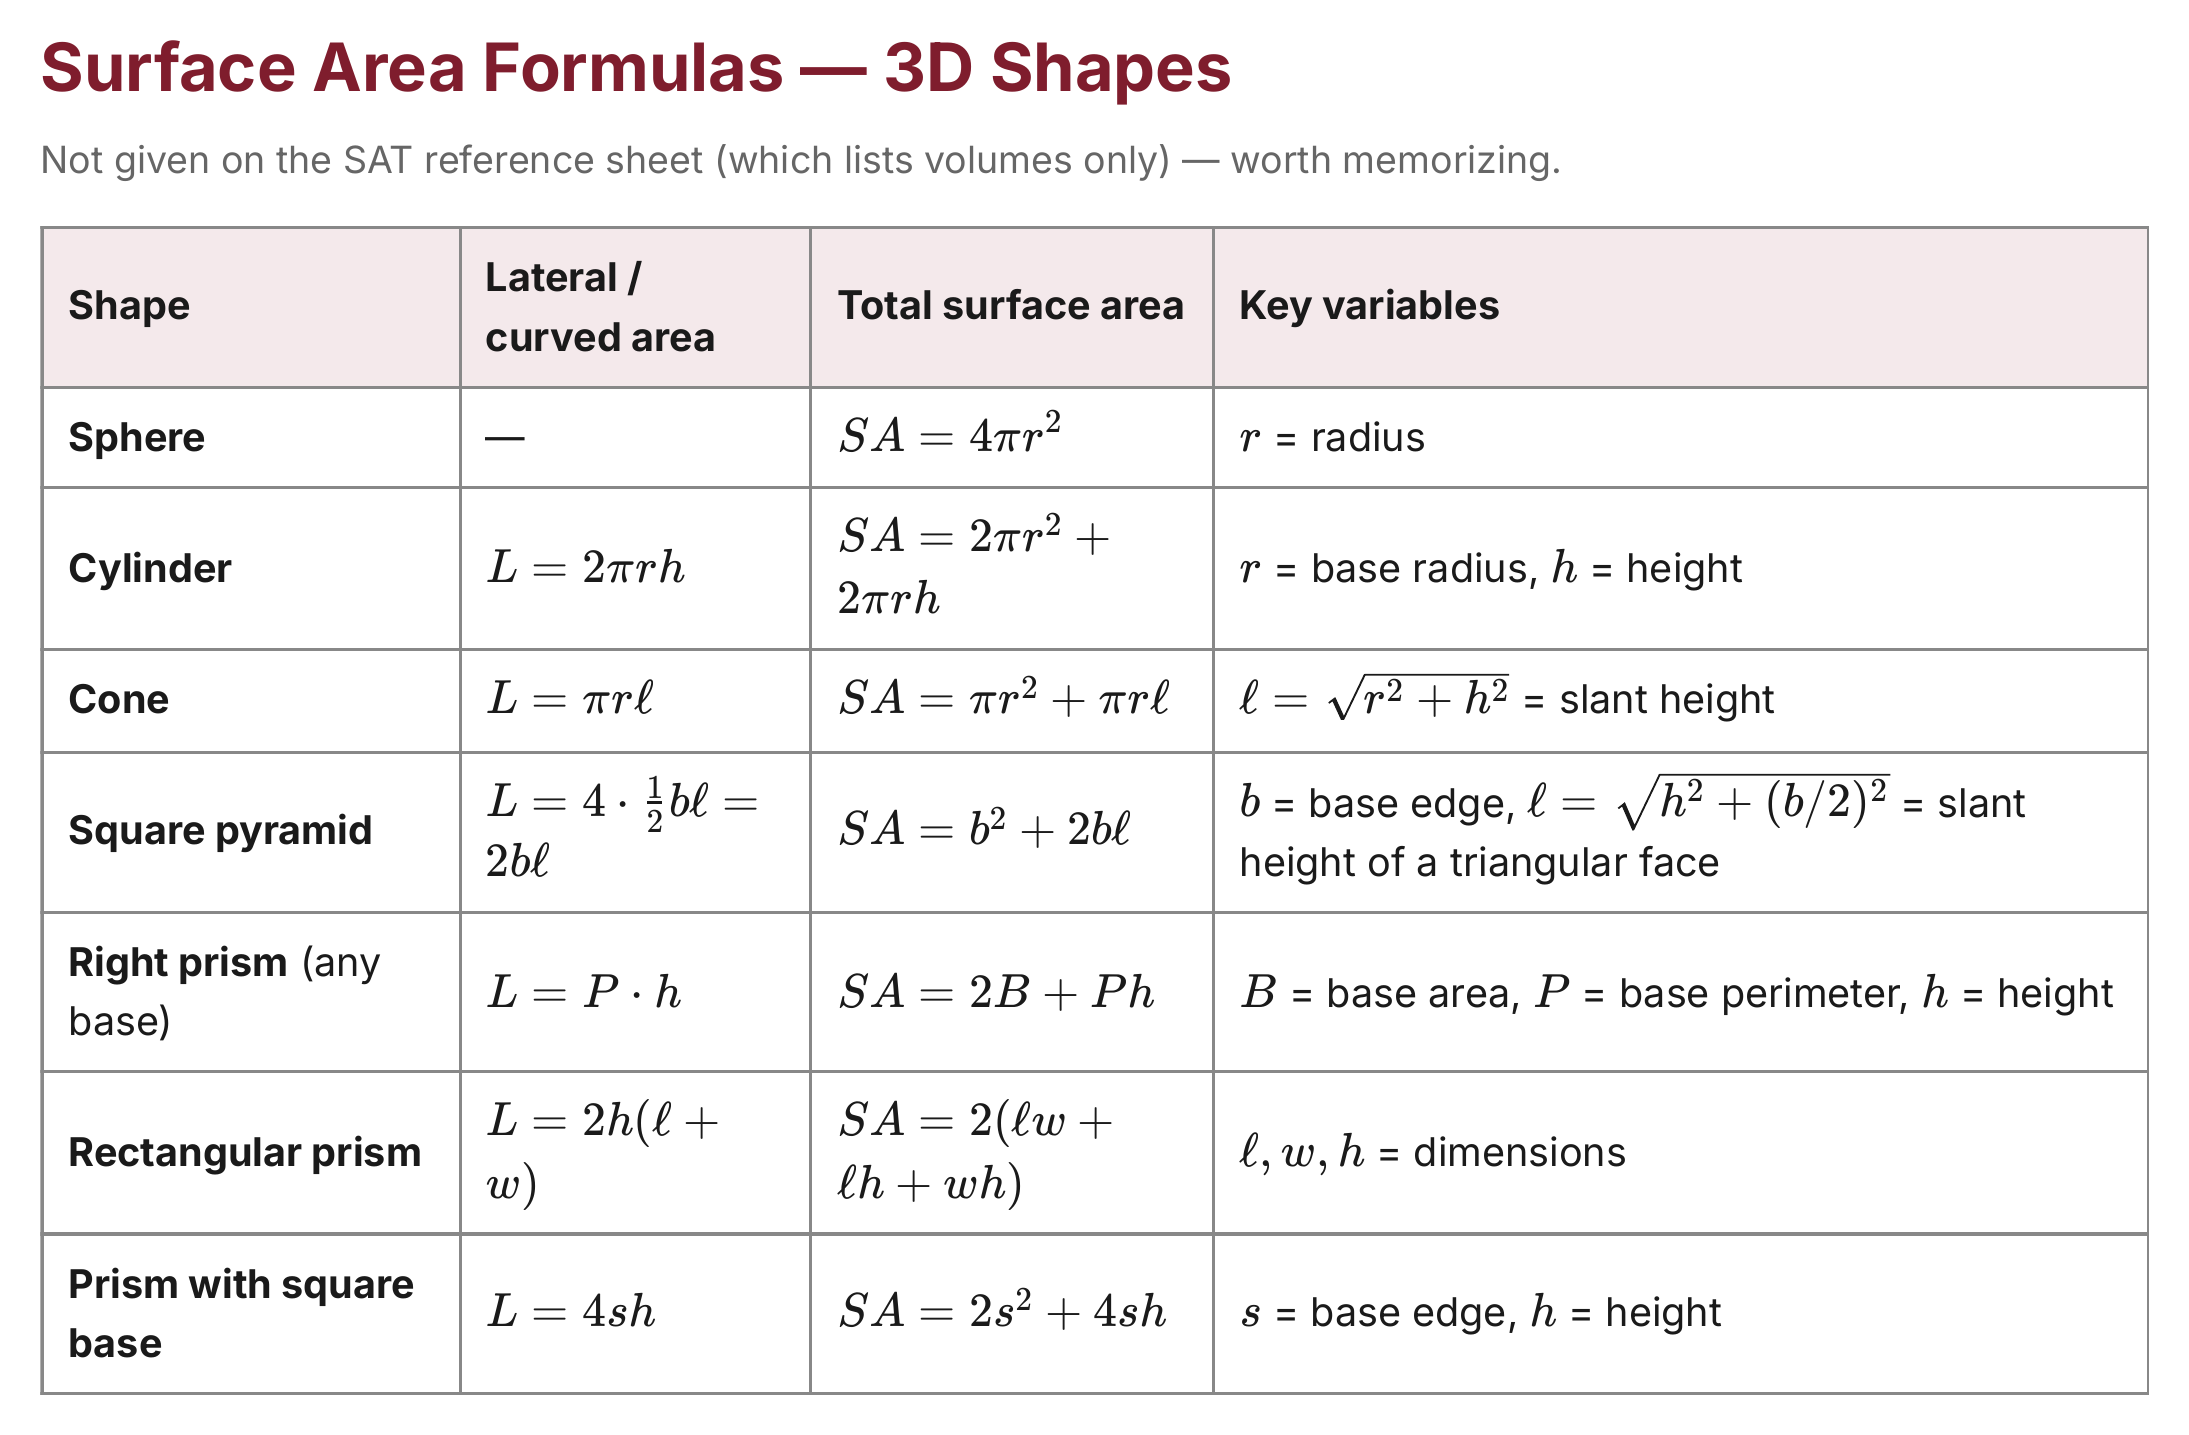 Surface Area Formulas — 3D Shapes
Not given on the SAT reference sheet (which lists volumes only) — worth memorizing.
Shape
Lateral /
curved area
Total surface area
Key variables
Sphere
—
SA = 4πr²
r = radius
Cylinder
L = 2πrh
SA = 2πr² +
2πrh
r = base radius, h = height
Cone
L = πrℓ
SA = πr² + πrℓ
ℓ = √(r² + h²) = slant height
Square pyramid
L = 4 · ½bℓ =
2bℓ
SA = b² + 2bℓ
b = base edge, ℓ = √(h² + (b/2)²) = slant
height of a triangular face
Right prism (any
base)
L = P · h
SA = 2B + Ph
B = base area, P = base perimeter, h = height
Rectangular prism
L = 2h(ℓ +
w)
SA = 2(ℓw +
ℓh + wh)
ℓ, w, h = dimensions
Prism with square
base
L = 4sh
SA = 2s² + 4sh
s = base edge, h = height